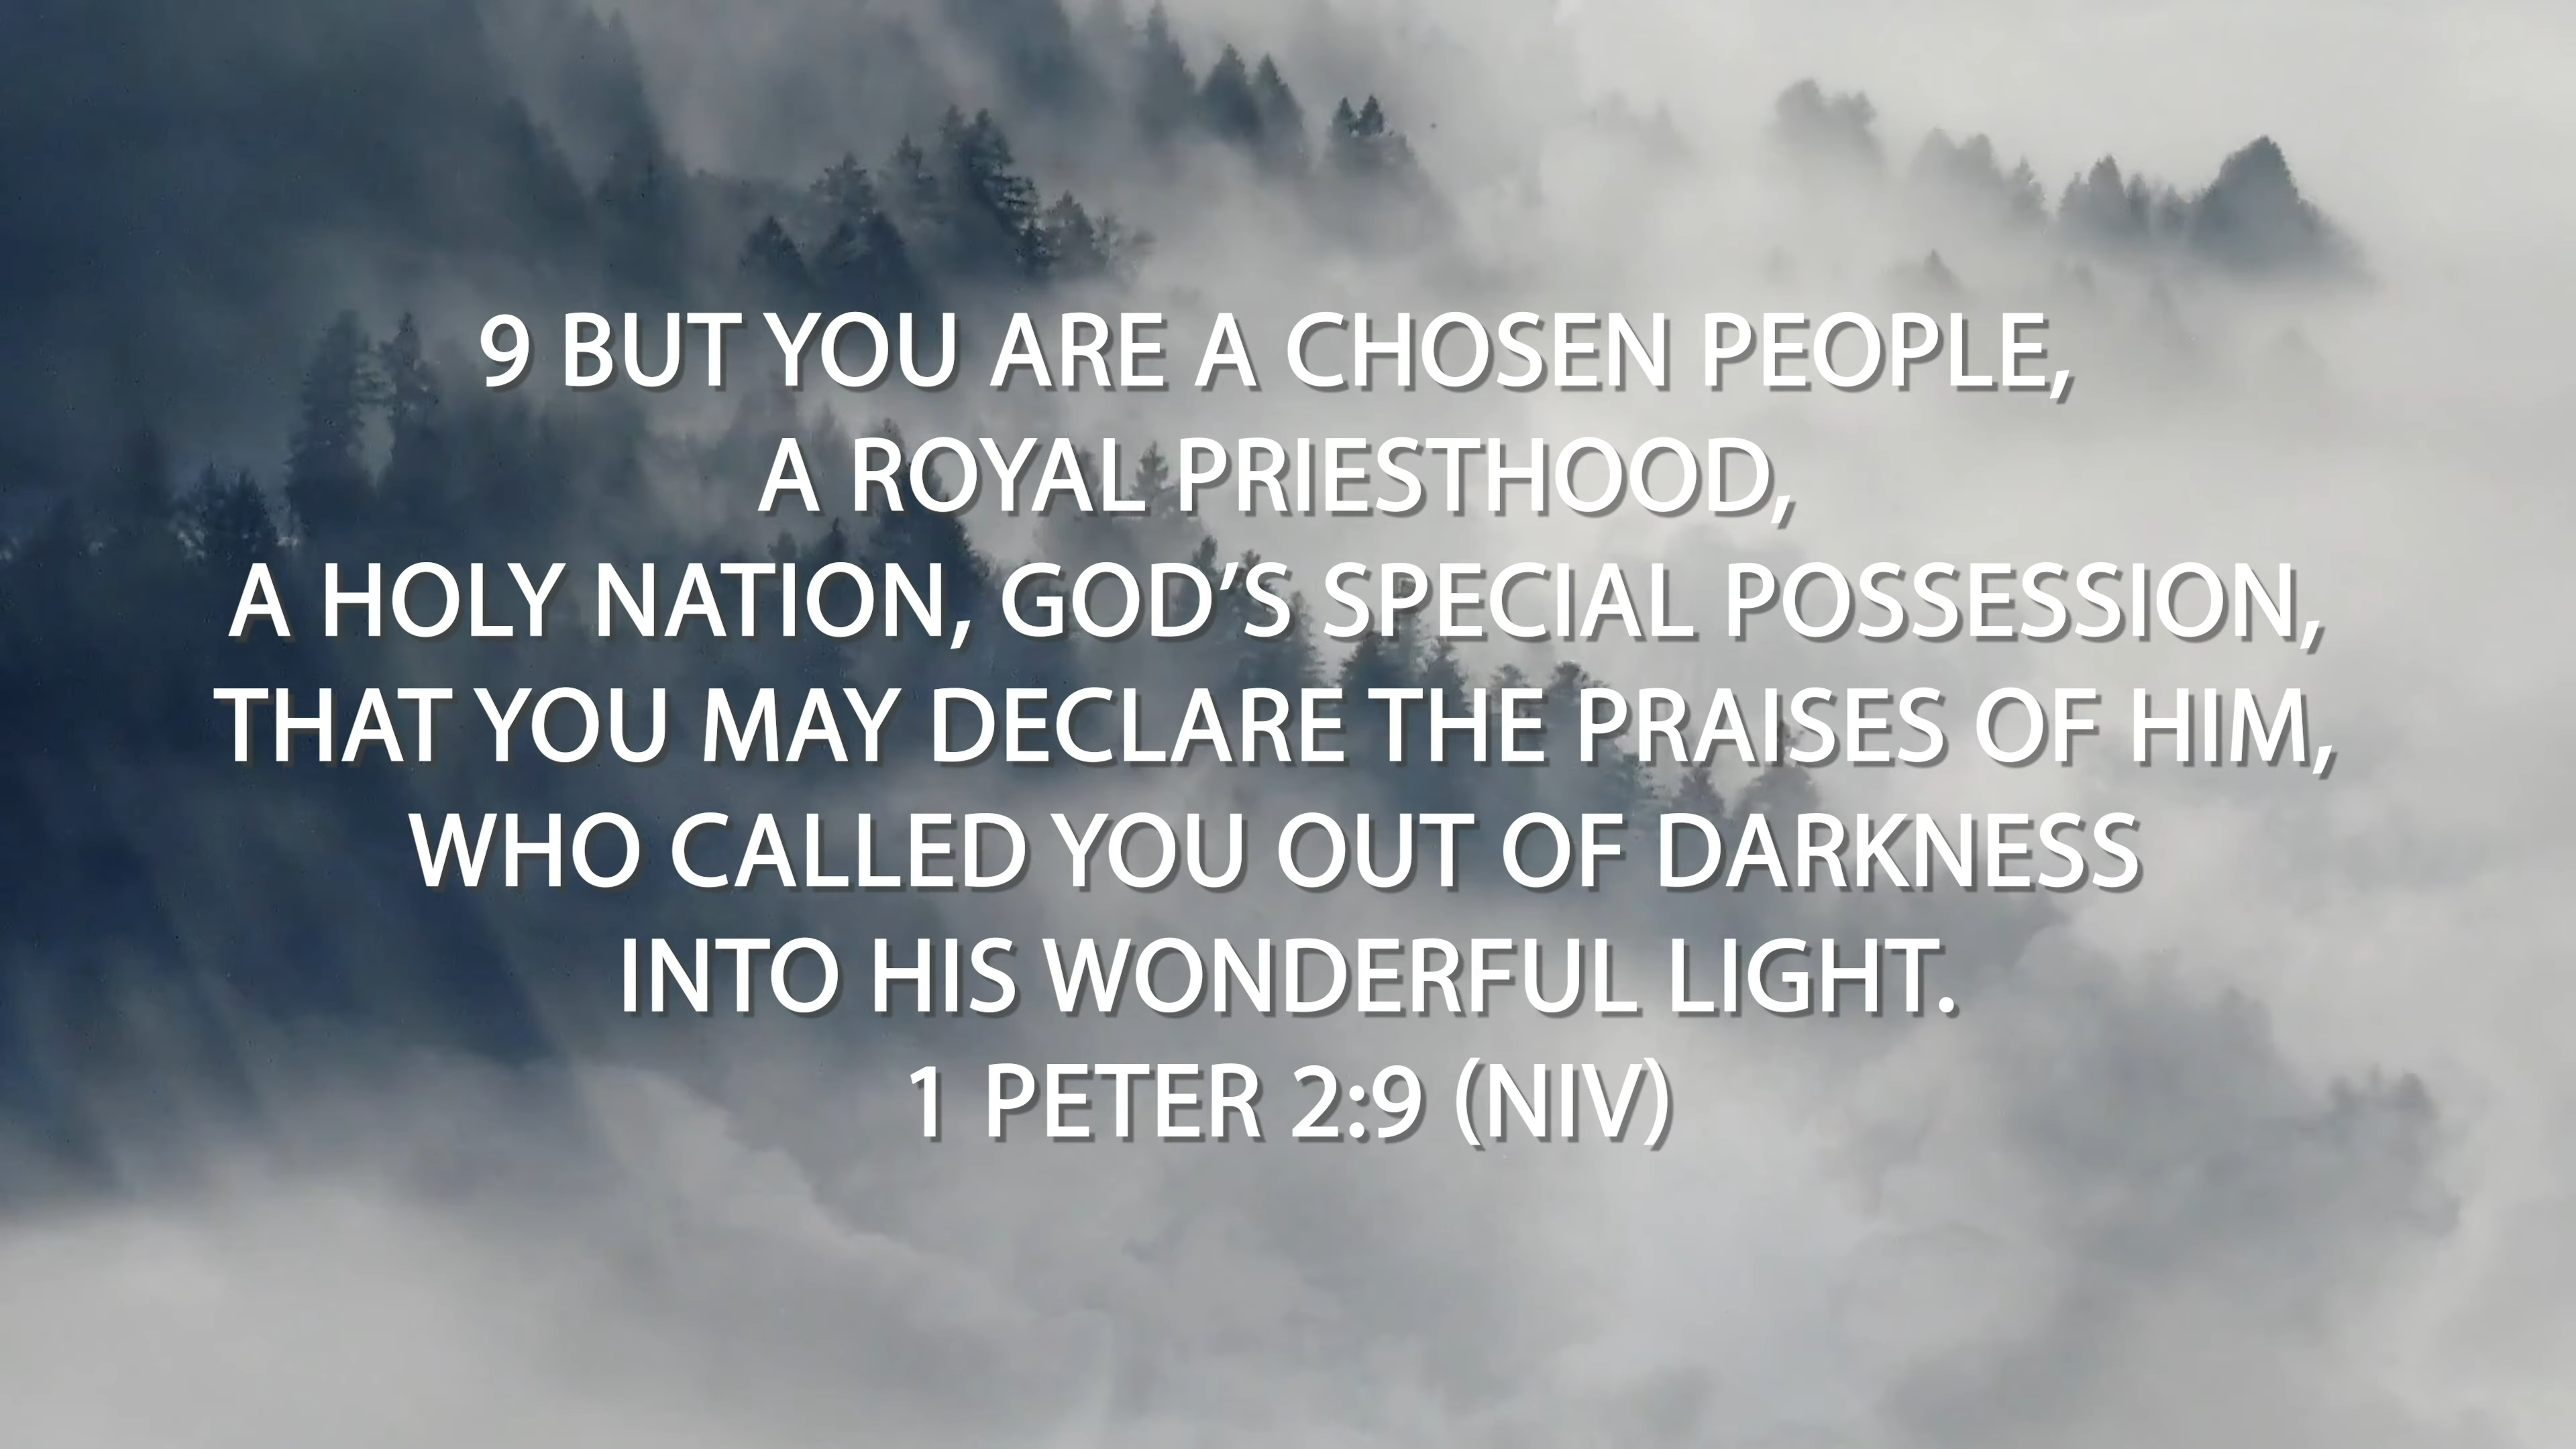 9 BUT YOU ARE A CHOSEN PEOPLE,
A ROYAL PRIESTHOOD,
A HOLY NATION, GOD’S SPECIAL POSSESSION,
THAT YOU MAY DECLARE THE PRAISES OF HIM,
WHO CALLED YOU OUT OF DARKNESS
INTO HIS WONDERFUL LIGHT.
1 PETER 2:9 (NIV)